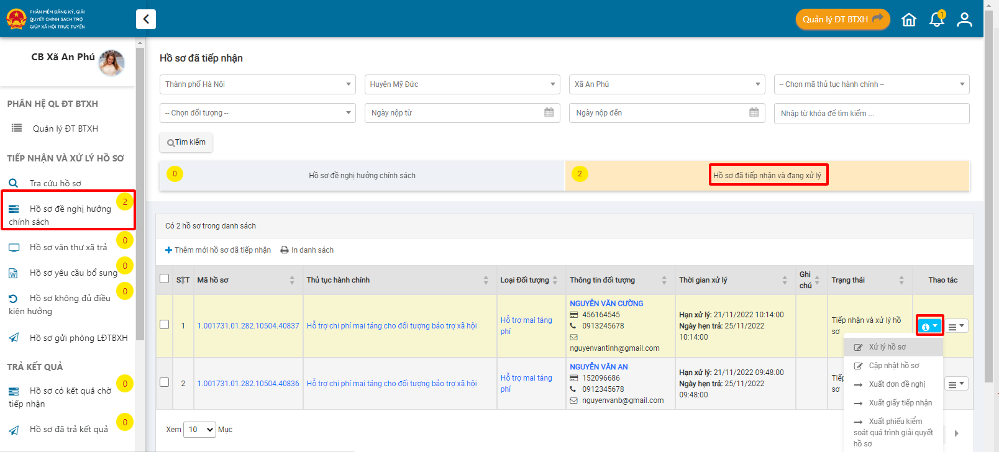 PHẦN MỀM ĐĂNG KÝ, GIẢI
QUYẾT CHÍNH SÁCH TRỢ
GIÚP XÃ HỘI TRỰC TUYẾN
Quản lý ĐT BTXH
1
CB Xã An Phú
PHÂN HỆ QL ĐT BTXH
Quản lý ĐT BTXH
TIẾP NHẬN VÀ XỬ LÝ HỒ SƠ
Tra cứu hồ sơ
Hồ sơ đề nghị hưởng
chính sách
2
Hồ sơ văn thư xã trả
0
Hồ sơ yêu cầu bổ sung
0
Hồ sơ không đủ điều
kiện hưởng
0
Hồ sơ gửi phòng LĐTBXH
TRẢ KẾT QUẢ
Hồ sơ có kết quả chờ
tiếp nhận
0
Hồ sơ đã trả kết quả
0
Hồ sơ đã tiếp nhận
Thành phố Hà Nội
Huyện Mỹ Đức
Xã An Phú
-- Chọn mã thủ tục hành chính --
-- Chọn đối tượng --
Ngày nộp từ
Ngày nộp đến
Nhập từ khóa để tìm kiếm ...
Tìm kiếm
0
Hồ sơ đề nghị hưởng chính sách
2
Hồ sơ đã tiếp nhận và đang xử lý
Có 2 hồ sơ trong danh sách
Thêm mới hồ sơ đã tiếp nhận
In danh sách
STT
Mã hồ sơ
Thủ tục hành chính
Loại Đối tượng
Thông tin đối tượng
Thời gian xử lý
Ghi
chú
Trạng thái
Thao tác
1
1.001731.01.282.10504.40837
Hỗ trợ chi phí mai táng cho đối tượng bảo trợ xã hội
Hỗ trợ mai táng
phí
NGUYỄN VĂN CƯỜNG
456164545
0913245678
nguyenvantinh@gmail.com
Hạn xử lý: 21/11/2022 10:14:00
Ngày hẹn trả: 25/11/2022
10:14:00
Tiếp nhận và xử lý hồ
sơ
2
1.001731.01.282.10504.40836
Hỗ trợ chi phí mai táng cho đối tượng bảo trợ xã hội
Hỗ trợ mai táng
phí
NGUYỄN VĂN AN
152096686
0912345678
nguyenvanb@gmail.com
Hạn xử lý: 21/11/2022 09:48:00
Ngày hẹn trả: 25/11/2022
09:48:00
Tiếp
sơ
Xử lý hồ sơ
Cập nhật hồ sơ
Xuất đơn đề nghị
Xuất giấy tiếp nhận
Xuất phiếu kiểm
soát quá trình giải quyết
hồ sơ
Xem 10 Mục